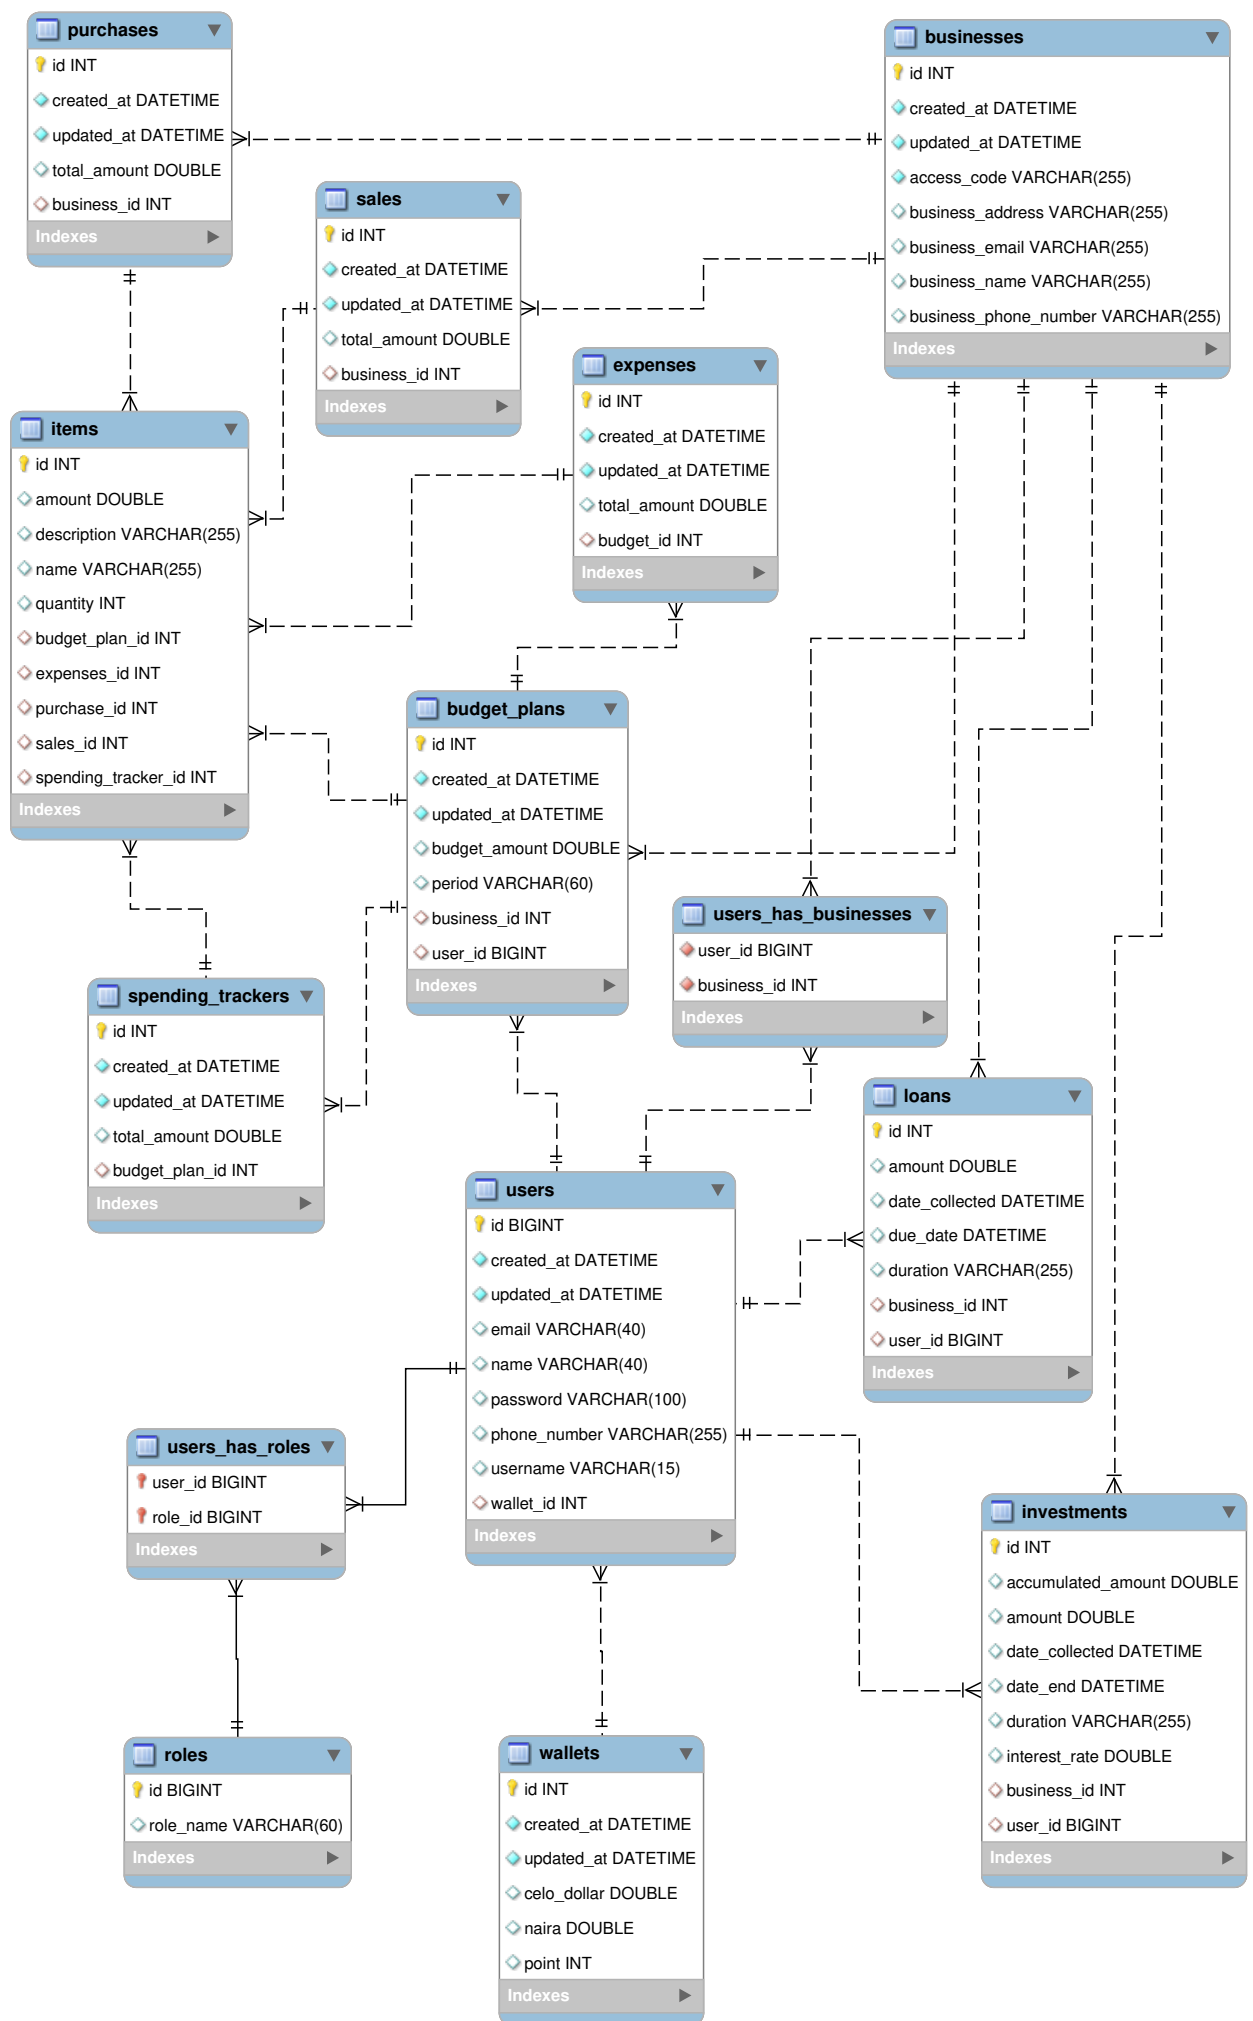 purchases
id INT
created_at DATETIME
updated_at DATETIME
total_amount DOUBLE
business_id INT
Indexes
businesses
id INT
created_at DATETIME
updated_at DATETIME
access_code VARCHAR(255)
business_address VARCHAR(255)
business_email VARCHAR(255)
business_name VARCHAR(255)
business_phone_number VARCHAR(255)
Indexes
sales
id INT
created_at DATETIME
updated_at DATETIME
total_amount DOUBLE
business_id INT
Indexes
expenses
id INT
created_at DATETIME
updated_at DATETIME
total_amount DOUBLE
budget_id INT
Indexes
items
id INT
amount DOUBLE
description VARCHAR(255)
name VARCHAR(255)
quantity INT
budget_plan_id INT
expenses_id INT
purchase_id INT
sales_id INT
spending_tracker_id INT
Indexes
budget_plans
id INT
created_at DATETIME
updated_at DATETIME
budget_amount DOUBLE
period VARCHAR(60)
business_id INT
user_id BIGINT
Indexes
users_has_businesses
user_id BIGINT
business_id INT
Indexes
spending_trackers
id INT
created_at DATETIME
updated_at DATETIME
total_amount DOUBLE
budget_plan_id INT
Indexes
loans
id INT
amount DOUBLE
date_collected DATETIME
due_date DATETIME
duration VARCHAR(255)
business_id INT
user_id BIGINT
Indexes
users
id BIGINT
created_at DATETIME
updated_at DATETIME
email VARCHAR(40)
name VARCHAR(40)
password VARCHAR(100)
phone_number VARCHAR(255)
username VARCHAR(15)
wallet_id INT
Indexes
users_has_roles
user_id BIGINT
role_id BIGINT
Indexes
investments
id INT
accumulated_amount DOUBLE
amount DOUBLE
date_collected DATETIME
date_end DATETIME
duration VARCHAR(255)
interest_rate DOUBLE
business_id INT
user_id BIGINT
Indexes
roles
id BIGINT
role_name VARCHAR(60)
Indexes
wallets
id INT
created_at DATETIME
updated_at DATETIME
celo_dollar DOUBLE
naira DOUBLE
point INT
Indexes